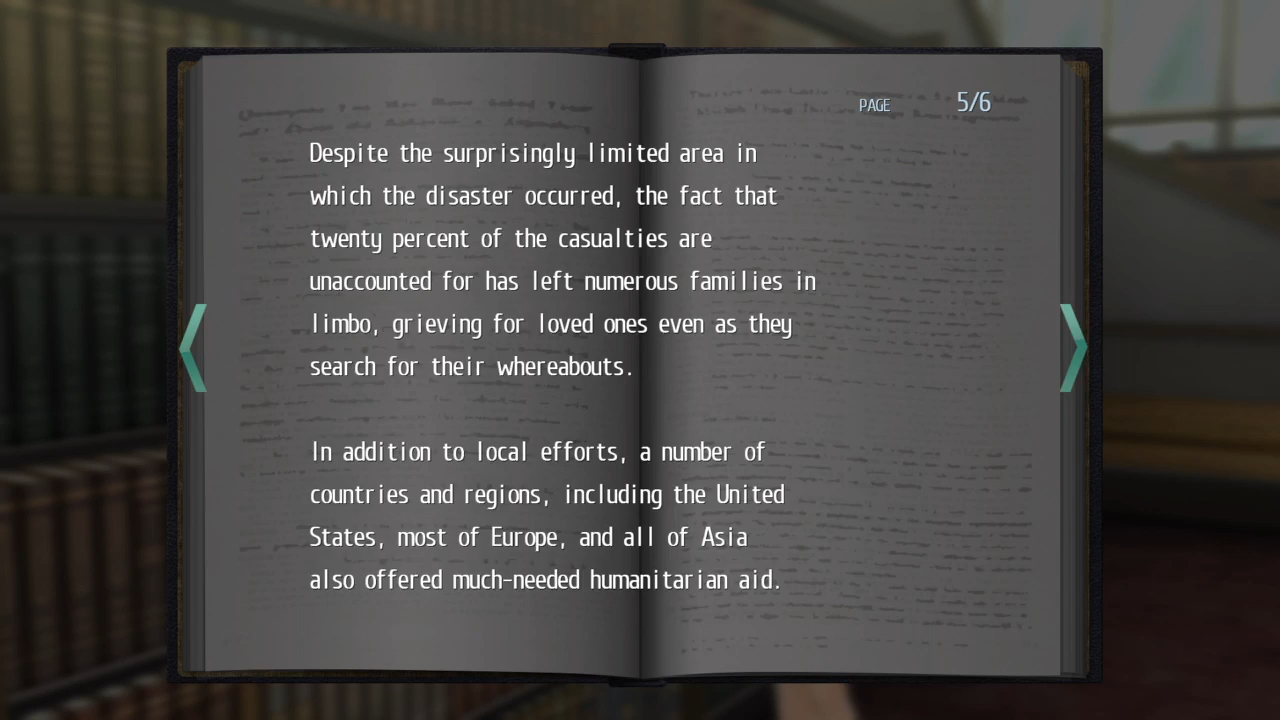 PAGE 5/6
Despite the surprisingly limited area in
which the disaster occurred, the fact that
twenty percent of the casualties are
unaccounted for has left numerous families in
limbo, grieving for loved ones even as they
search for their whereabouts.
In addition to local efforts, a number of
countries and regions, including the United
States, most of Europe, and all of Asia
also offered much-needed humanitarian aid.